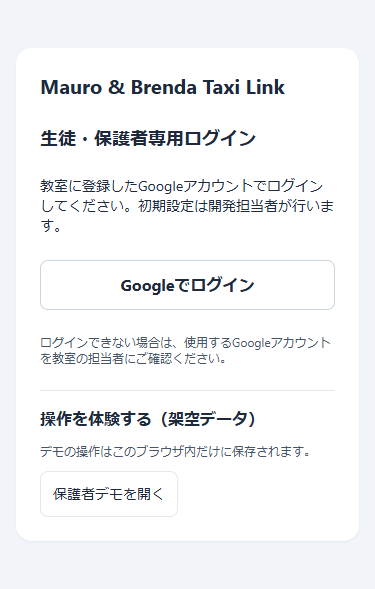 Mauro & Brenda Taxi Link
生徒・保護者専用ログイン
教室に登録したGoogleアカウントでログイン
してください。初期設定は開発担当者が行いま
す。
Googleでログイン
ログインできない場合は、使用するGoogleアカウント
を教室の担当者にご確認ください。
操作を体験する（架空データ）
デモの操作はこのブラウザ内だけに保存されます。
保護者デモを開く